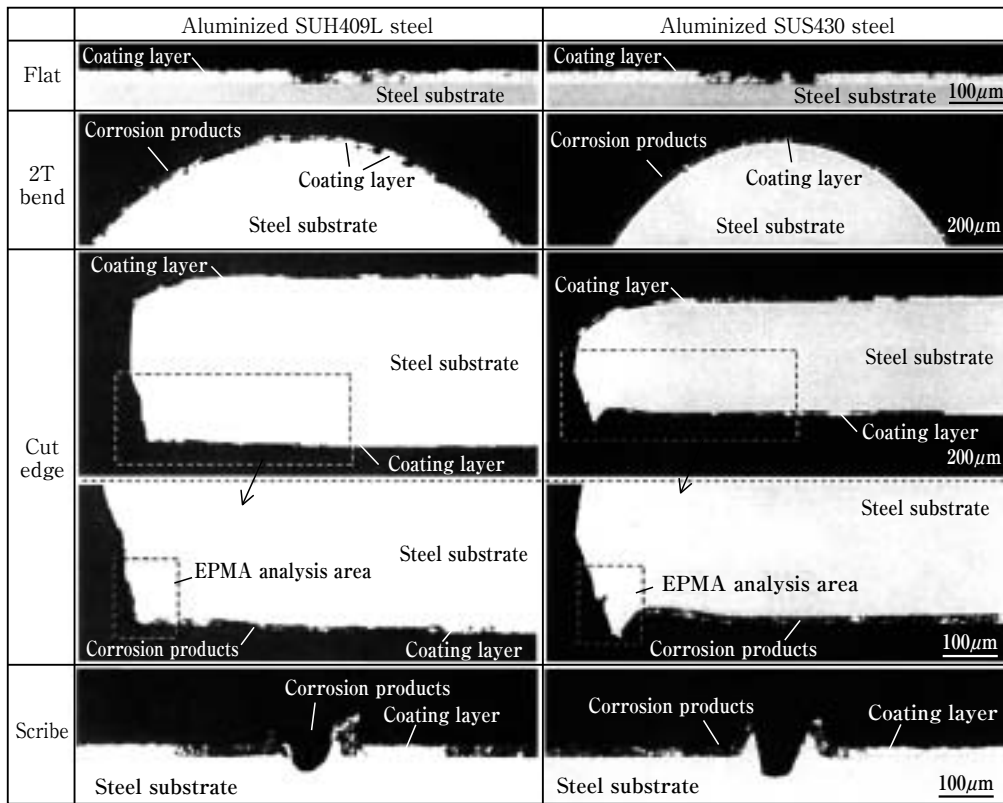 Aluminized SUH409L steel
Aluminized SUS430 steel
Flat
Coating layer
Steel substrate
Coating layer
Steel substrate
100μm
2T
bend
Corrosion products
Coating layer
Steel substrate
Corrosion products
Coating layer
Steel substrate
200μm
Cut
edge
Coating layer
Steel substrate
Coating layer
Coating layer
Steel substrate
Coating layer
200μm
Steel substrate
EPMA analysis area
Corrosion products
Coating layer
Steel substrate
EPMA analysis area
Corrosion products
100μm
Scribe
Corrosion products
Coating layer
Steel substrate
Corrosion products
Coating layer
Steel substrate
100μm